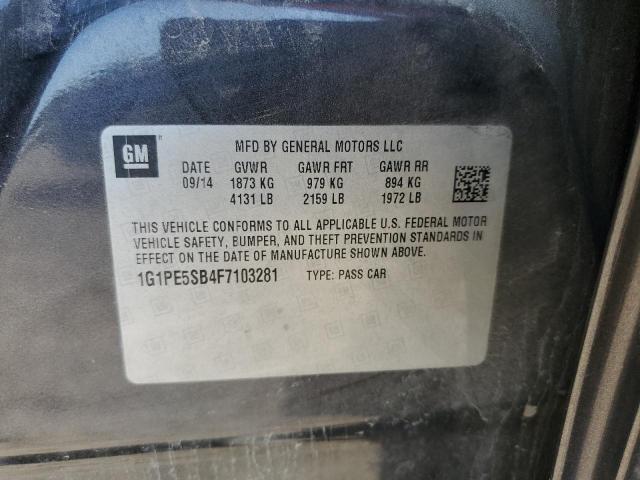 GM
MFD BY GENERAL MOTORS LLC
DATE GVWR GAWR FRT GAWR RR
09/14 1873 KG 979 KG 894 KG
4131 LB 2159 LB 1972 LB
THIS VEHICLE CONFORMS TO ALL APPLICABLE U.S. FEDERAL MOTOR
VEHICLE SAFETY, BUMPER, AND THEFT PREVENTION STANDARDS IN
EFFECT ON THE DATE OF MANUFACTURE SHOWN ABOVE.
1G1PE5SB4F7103281 TYPE: PASS CAR